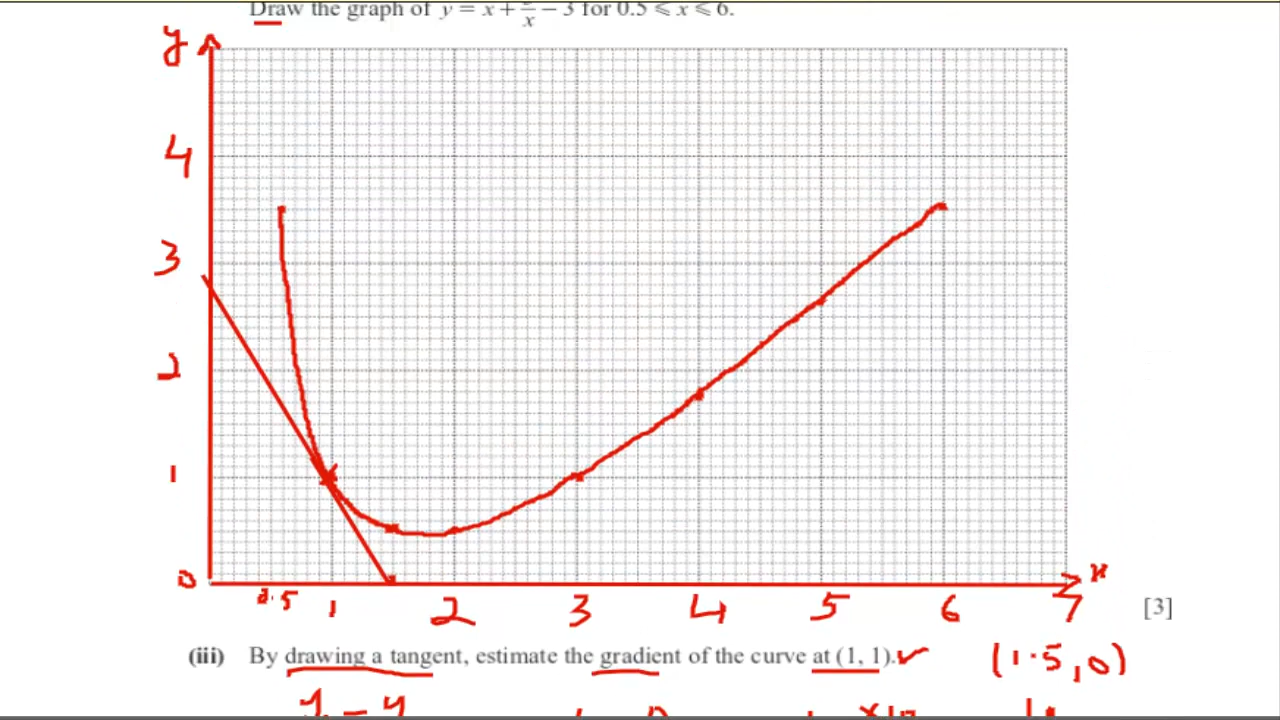 Draw the graph of y = x + /x − 3 for 0.5 ⩽ x ⩽ 6.
y
4
3
2
1
0
0.5 1 2 3 4 5 6 7 x
[3]
(iii) By drawing a tangent, estimate the gradient of the curve at (1, 1). ✓ (1.5, 0)